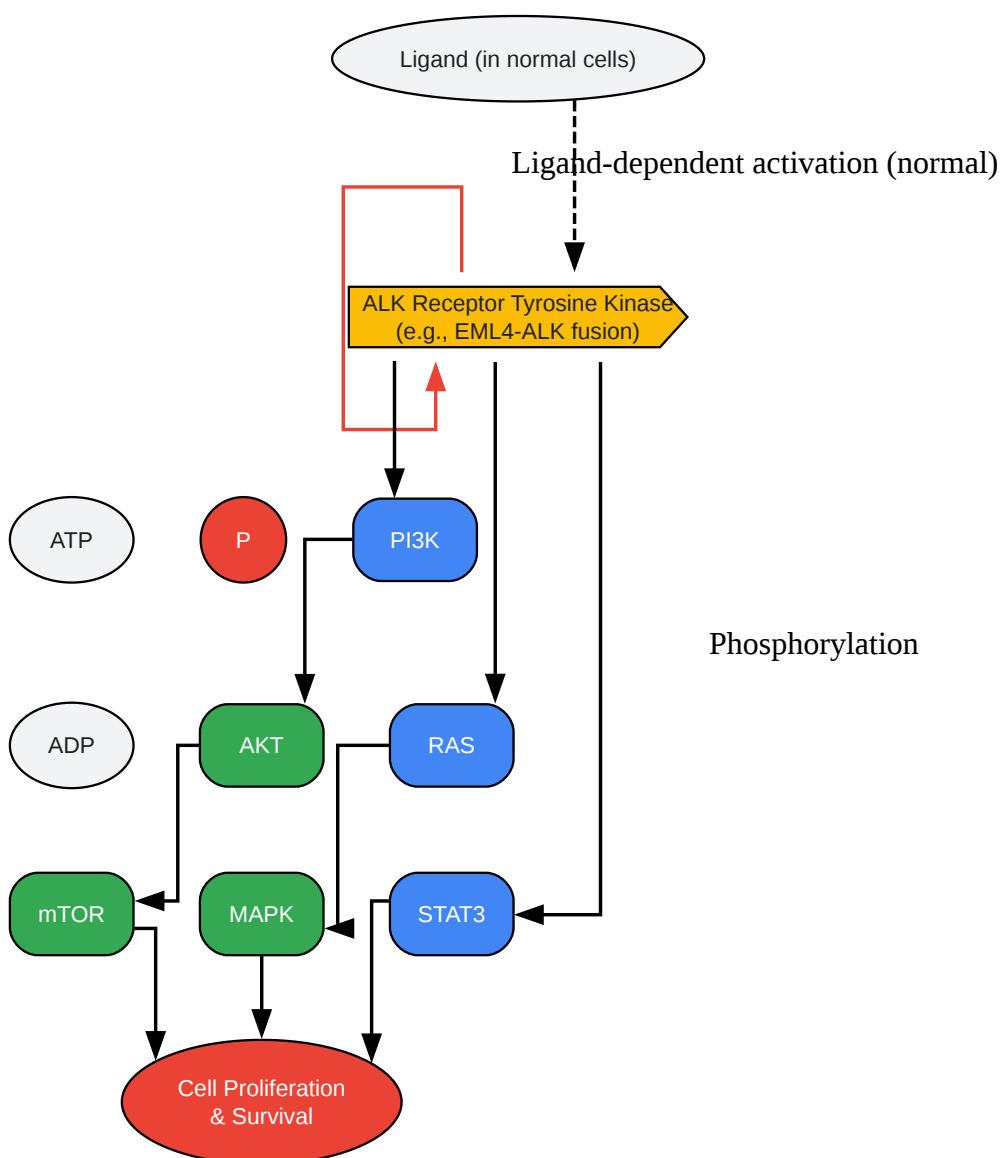 Ligand (in normal cells)
Ligand-dependent activation (normal)
ALK Receptor Tyrosine Kinase
(e.g., EML4-ALK fusion)
ATP
P
PI3K
Phosphorylation
ADP
AKT
RAS
mTOR
MAPK
STAT3
Cell Proliferation
& Survival